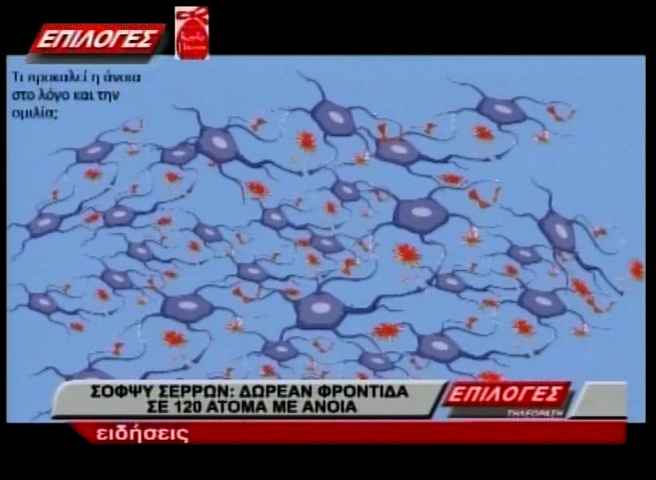 ΕΠΙΛΟΓΕΣ
Τι προκαλεί η άνοια
στο λόγο και την
ομιλία;
ΣΟΦΨΥ ΣΕΡΡΩΝ: ΔΩΡΕΑΝ ΦΡΟΝΤΙΔΑ
ΣΕ 120 ΑΤΟΜΑ ΜΕ ΑΝΟΙΑ
ΕΠΙΛΟΓΕΣ
ΤΗΛΕΟΡΑΣΗ
ειδήσεις